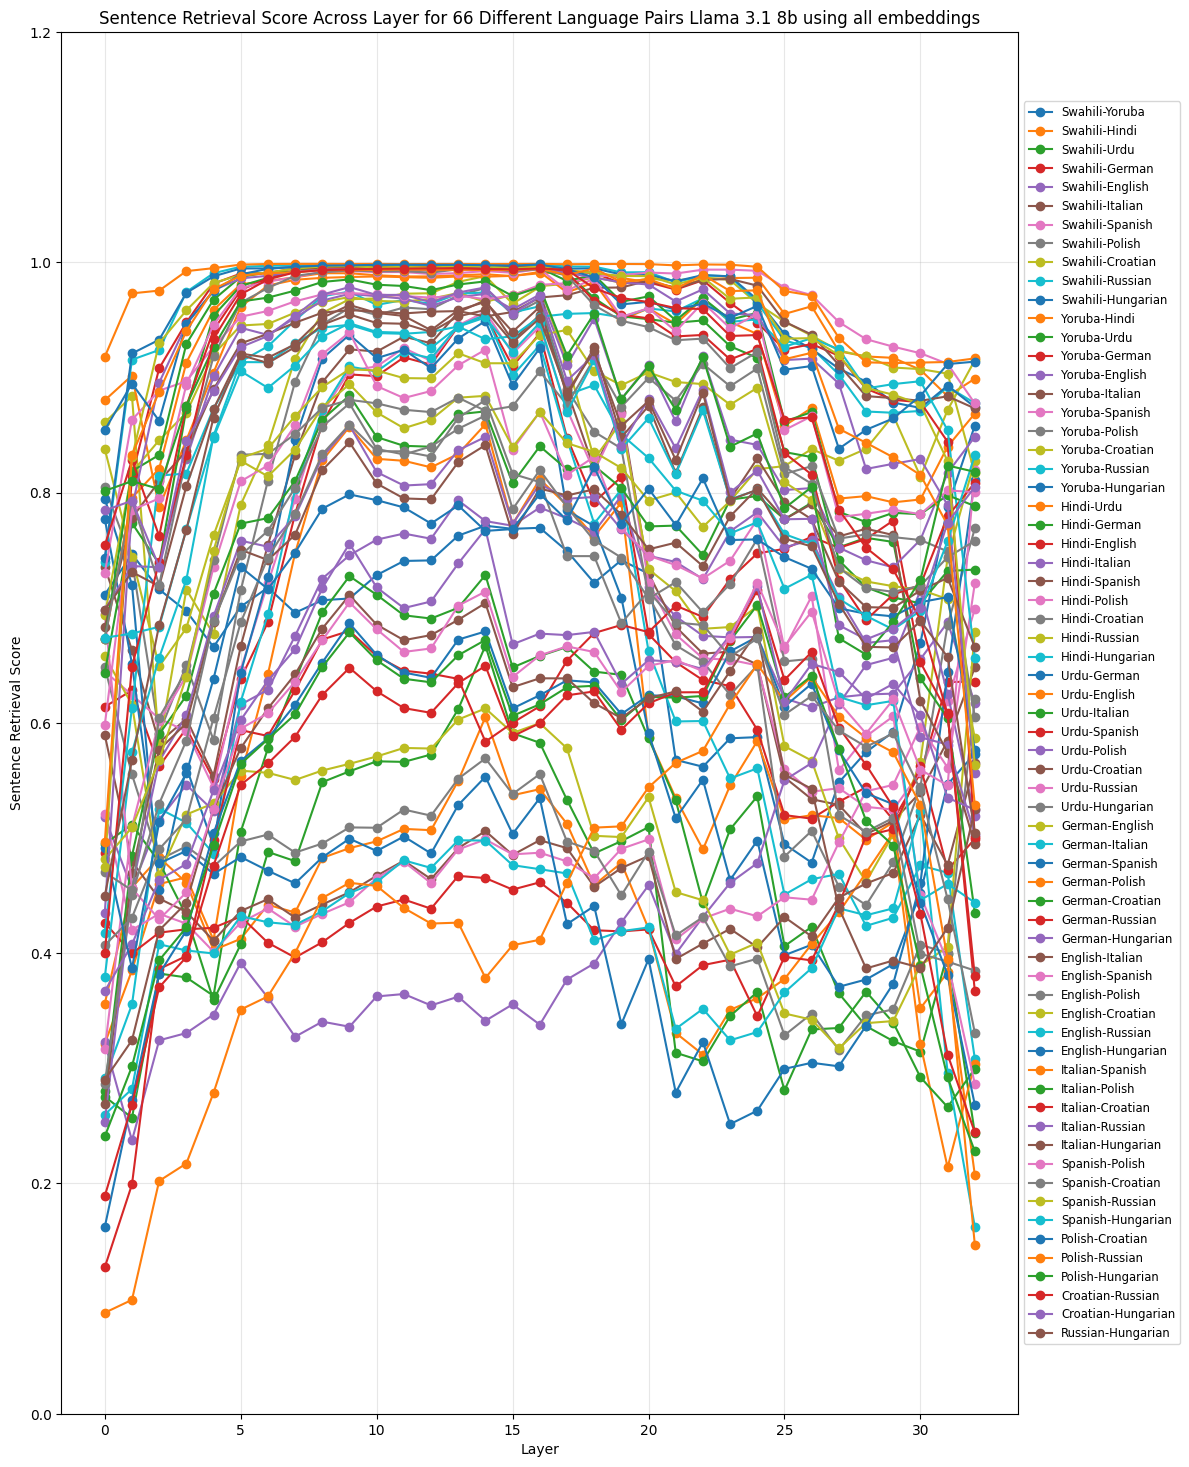 Sentence Retrieval Score Across Layer for 66 Different Language Pairs Llama 3.1 8b using all embeddings
Sentence Retrieval Score
1.2
1.0
0.8
0.6
0.4
0.2
0.0
0 5 10 15 20 25 30
Layer
Swahili-Yoruba
Swahili-Hindi
Swahili-Urdu
Swahili-German
Swahili-English
Swahili-Italian
Swahili-Spanish
Swahili-Polish
Swahili-Croatian
Swahili-Russian
Swahili-Hungarian
Yoruba-Hindi
Yoruba-Urdu
Yoruba-German
Yoruba-English
Yoruba-Italian
Yoruba-Spanish
Yoruba-Polish
Yoruba-Croatian
Yoruba-Russian
Yoruba-Hungarian
Hindi-Urdu
Hindi-German
Hindi-English
Hindi-Italian
Hindi-Spanish
Hindi-Polish
Hindi-Croatian
Hindi-Russian
Hindi-Hungarian
Urdu-German
Urdu-English
Urdu-Italian
Urdu-Spanish
Urdu-Polish
Urdu-Croatian
Urdu-Russian
Urdu-Hungarian
German-English
German-Italian
German-Spanish
German-Polish
German-Croatian
German-Russian
German-Hungarian
English-Italian
English-Spanish
English-Polish
English-Croatian
English-Russian
English-Hungarian
Italian-Spanish
Italian-Polish
Italian-Croatian
Italian-Russian
Italian-Hungarian
Spanish-Polish
Spanish-Croatian
Spanish-Russian
Spanish-Hungarian
Polish-Croatian
Polish-Russian
Polish-Hungarian
Croatian-Russian
Croatian-Hungarian
Russian-Hungarian